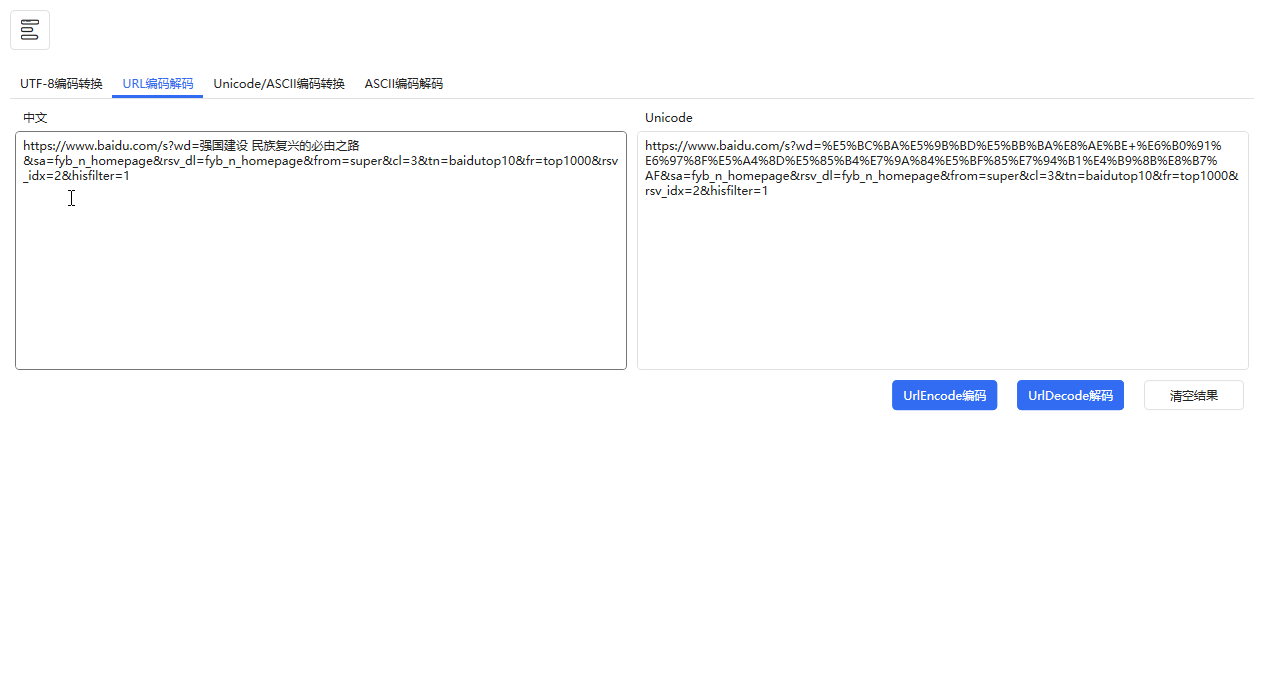 UTF-8编码转换 URL编码解码 Unicode/ASCII编码转换 ASCII编码解码
中文
https://www.baidu.com/s?wd=强国建设 民族复兴的必由之路
&sa=fyb_n_homepage&rsv_dl=fyb_n_homepage&from=super&cl=3&tn=baidutop10&fr=top1000&rsv
_idx=2&hisfilter=1
Unicode
https://www.baidu.com/s?wd=%E5%BC%BA%E5%9B%BD%E5%BB%BA%E8%AE%BE+%E6%B0%91%
E6%97%8F%E5%A4%8D%E5%85%B4%E7%9A%84%E5%BF%85%E7%94%B1%E4%B9%8B%E8%B7%
AF&sa=fyb_n_homepage&rsv_dl=fyb_n_homepage&from=super&cl=3&tn=baidutop10&fr=top1000&
rsv_idx=2&hisfilter=1
UrlEncode编码 UrlDecode解码 清空结果